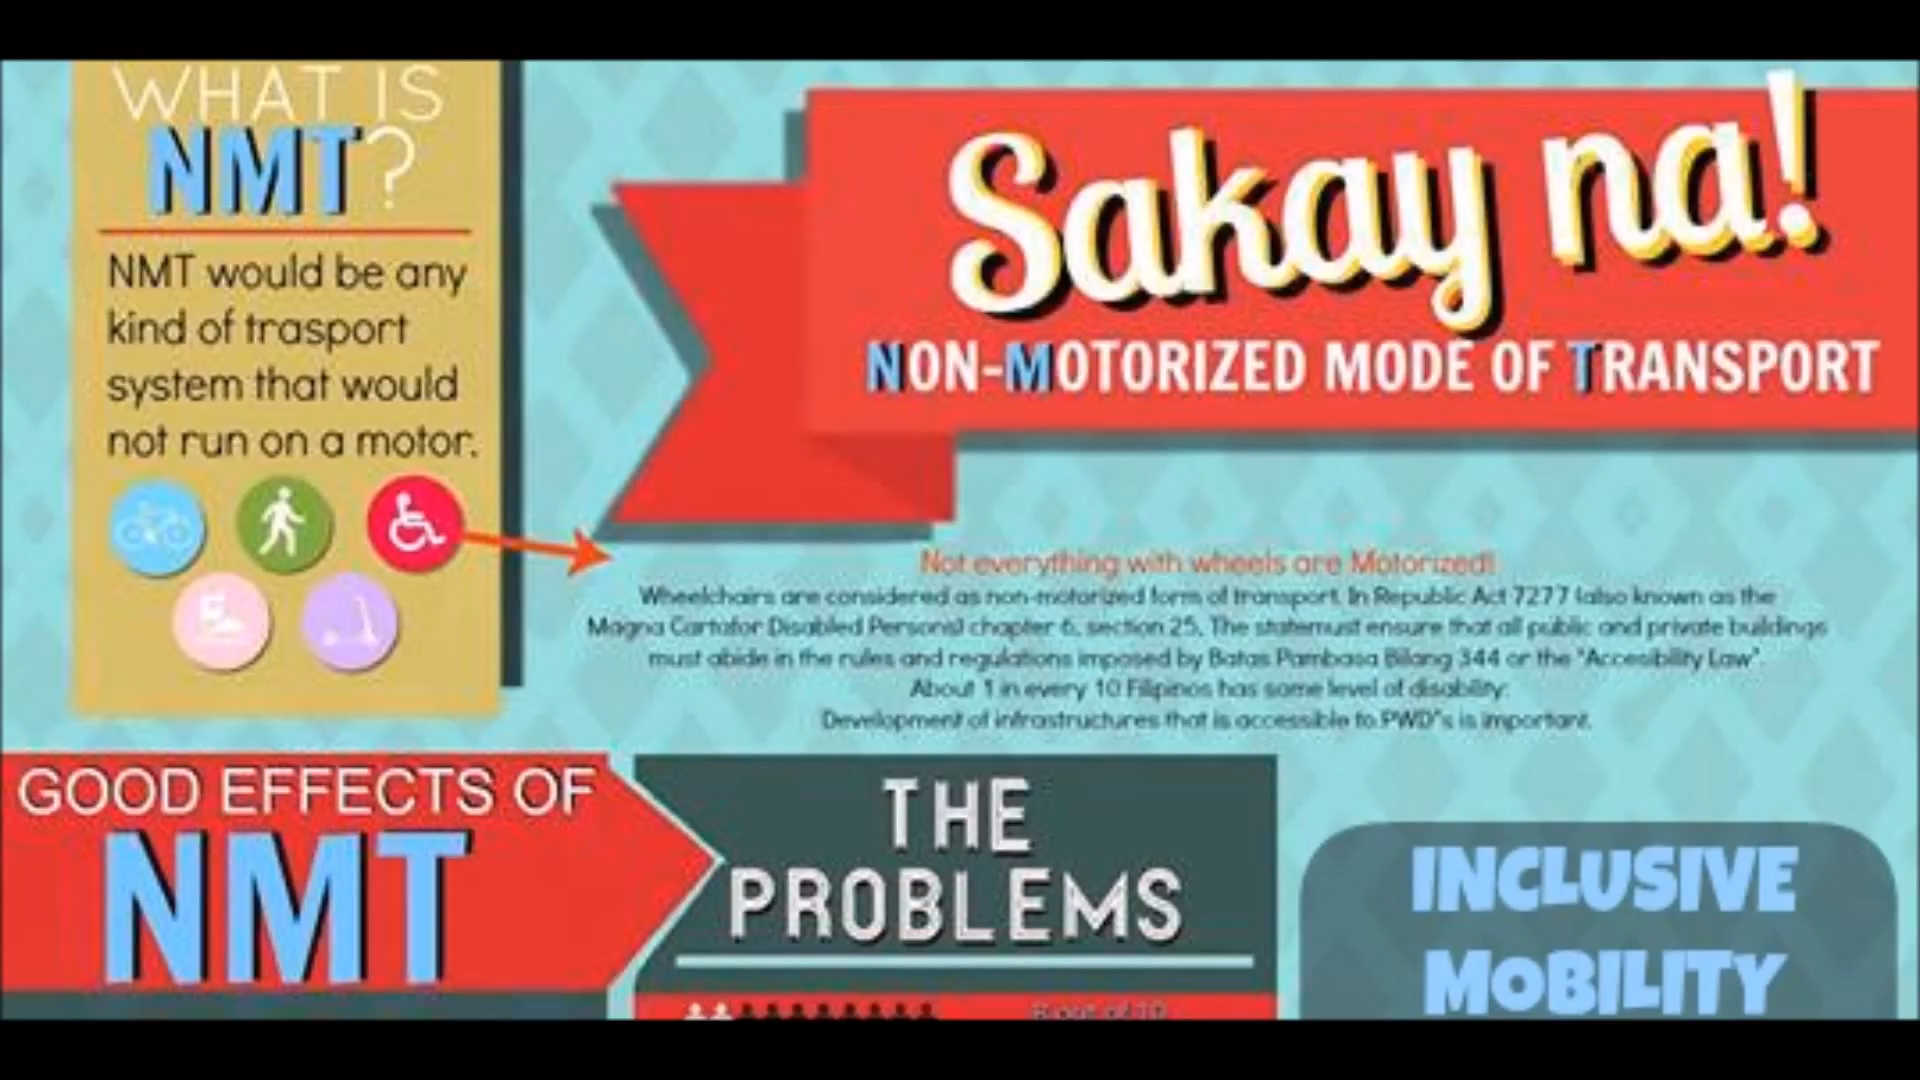 WHAT IS
NMT?
NMT would be any
kind of trasport
system that would
not run on a motor.
Sakay na!
NON-MOTORIZED MODE OF TRANSPORT
Not everything with wheels are Motorized!
Wheelchairs are considered as non-motorized form of transport. In Republic Act 7277 (also known as the
Magna Cartafor Disabled Persons) chapter 6, section 25, The statemust ensure that all public and private buildings
must abide in the rules and regulations imposed by Batas Pambasa Bilang 344 or the "Accesibility Law".
About 1 in every 10 Filipinos has some level of disability.
Development of infrastructures that is accessible to PWD"s is important.
GOOD EFFECTS OF
NMT
THE
PROBLEMS
out of 10
INCLUSIVE
MOBILITY